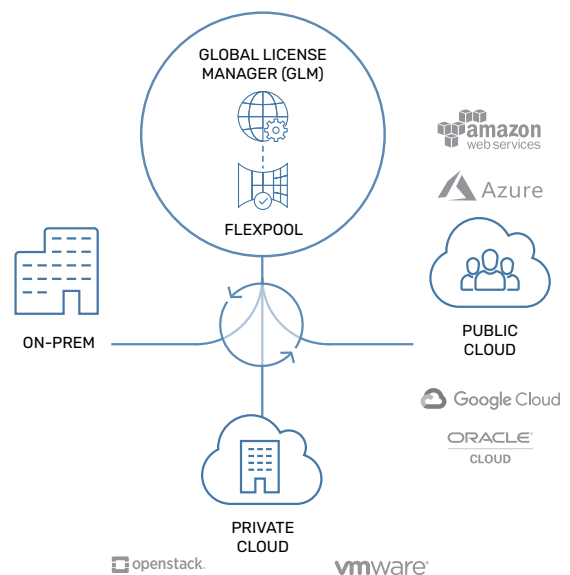 GLOBAL LICENSE
MANAGER (GLM)
FLEXPOOL
amazon
web services
Azure
ON-PREM
PUBLIC
CLOUD
Google Cloud
ORACLE
CLOUD
PRIVATE
CLOUD
openstack.
vmware